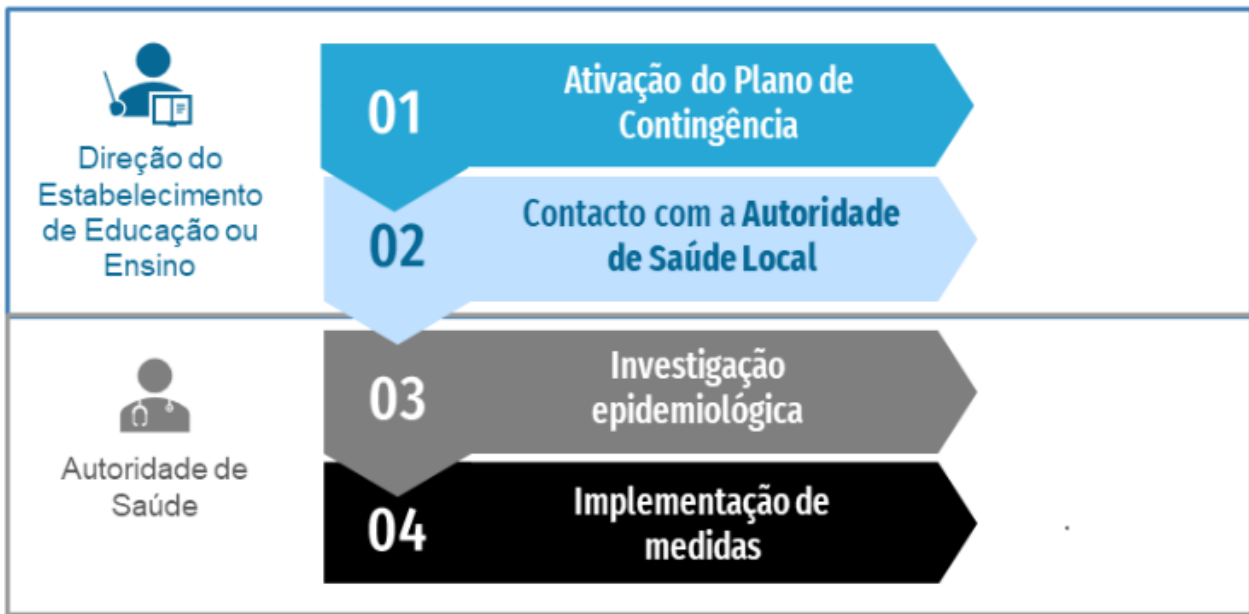 Direção do
Estabelecimento
de Educação ou
Ensino
01
Ativação do Plano de
Contingência
02
Contacto com a Autoridade
de Saúde Local
Autoridade de
Saúde
03
Investigação
epidemiológica
04
Implementação de
medidas
.